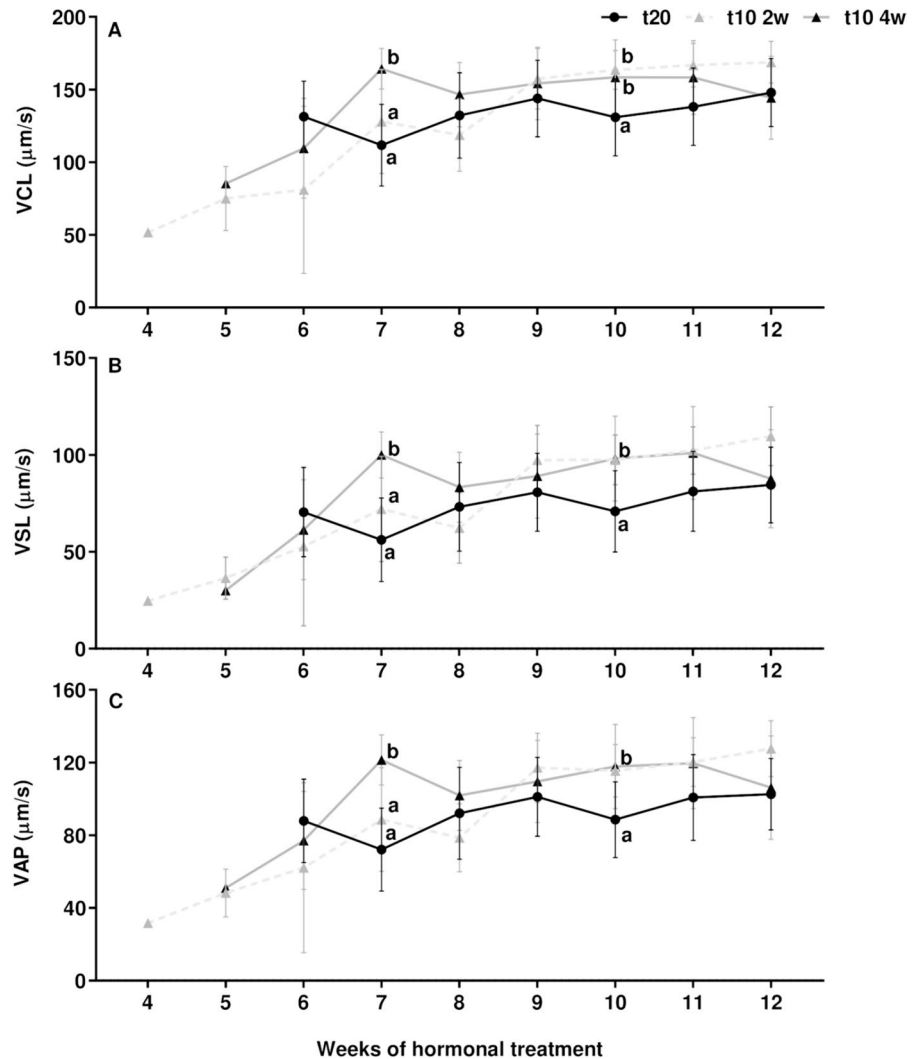 t20 t10 2w t10 4w
A
200
150
100
50
0
VCL (μm/s)
b
a
a
b
b
a
4 5 6 7 8 9 10 11 12
B
150
100
50
0
VSL (μm/s)
b
a
a
b
a
4 5 6 7 8 9 10 11 12
C
160
120
80
40
0
VAP (μm/s)
b
a
a
b
a
4 5 6 7 8 9 10 11 12
Weeks of hormonal treatment